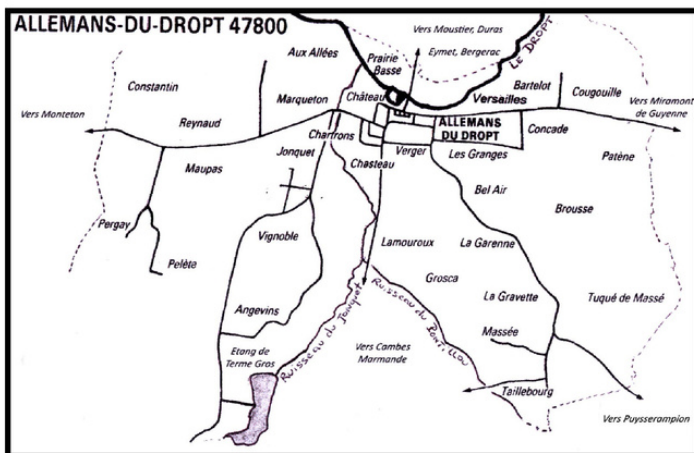 ALLEMANS-DU-DROPT 47800
Vers Moustier, Duras
Eymet, Bergerac
LE DROPT
Aux Allées
Prairie
Basse
Constantin
Château
Bartelot
Cougouille
Marqueton
Versailles
Vers Monteton
Reynaud
Vers Miramont
de Guyenne
ALLEMANS
DU DROPT
Chartrons
Concade
Jonquet
Verger
Les Granges
Patène
Maupas
Chasteau
Bel Air
Brousse
Pergay
Vignoble
Lamouroux
La Garenne
Pelète
Grosca
Ruisseau du Jonquet
Ruisseau du Pontillou
La Gravette
Tuqué de Massé
Angevins
Massée
Etang de
Terme Gros
Vers Cambes
Marmande
Taillebourg
Vers Puysserampion